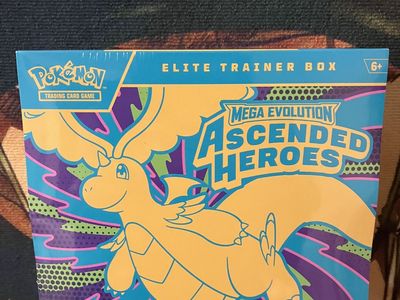 ELITE TRAINER BOX
6+
POKéMON
TRADING CARD GAME
MEGA EVOLUTION
ASCENDED
HEROES